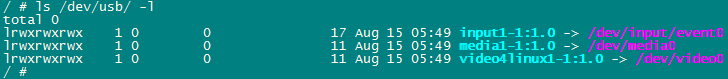 / # ls /dev/usb/ -l
total 0
lrwxrwxrwx    1 0        0               17 Aug 15 05:49 input1-1:1.0 -> /dev/input/event0
lrwxrwxrwx    1 0        0               11 Aug 15 05:49 media1-1:1.0 -> /dev/media0
lrwxrwxrwx    1 0        0               11 Aug 15 05:49 video4linux1-1:1.0 -> /dev/video0
/ #